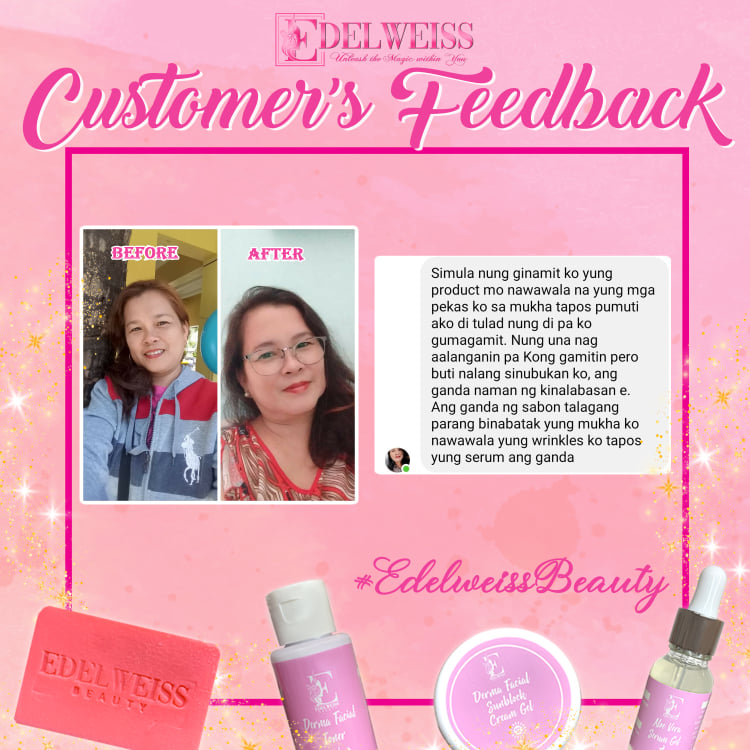 EDELWEISS
Unleash the Magic within You
Customer's Feedback
BEFORE
AFTER
Simula nung ginamit ko yung
product mo nawawala na yung mga
pekas ko sa mukha tapos pumuti
ako di tulad nung di pa ko
gumagamit. Nung una nag
aalanganin pa Kong gamitin pero
buti nalang sinubukan ko, ang
ganda naman ng kinalabasan e.
Ang ganda ng sabon talagang
parang binabatak yung mukha ko
nawawala yung wrinkles ko tapos
yung serum ang ganda
#EdelweissBeauty
EDELWEISS
BEAUTY
Derma Facial
Toner
Derma Facial
Sunblock
Cream Gel
Aloe Vera
Serum Gel